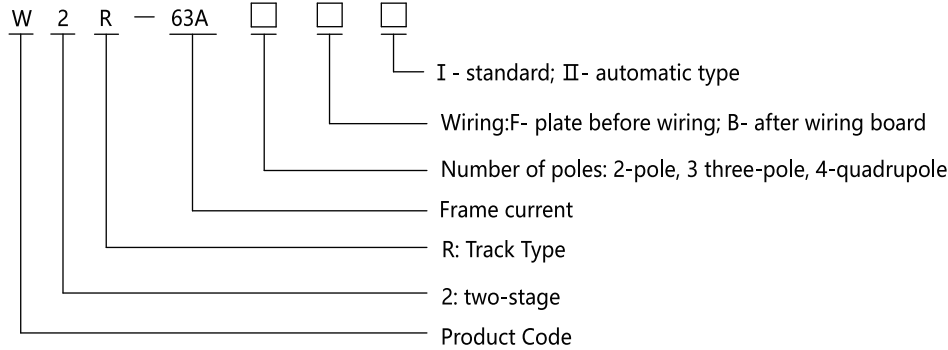 W 2 R — 63A □ □ □
Ⅰ - standard; Ⅱ- automatic type
Wiring:F- plate before wiring; B- after wiring board
Number of poles: 2-pole, 3 three-pole, 4-quadrupole
Frame current
R: Track Type
2: two-stage
Product Code